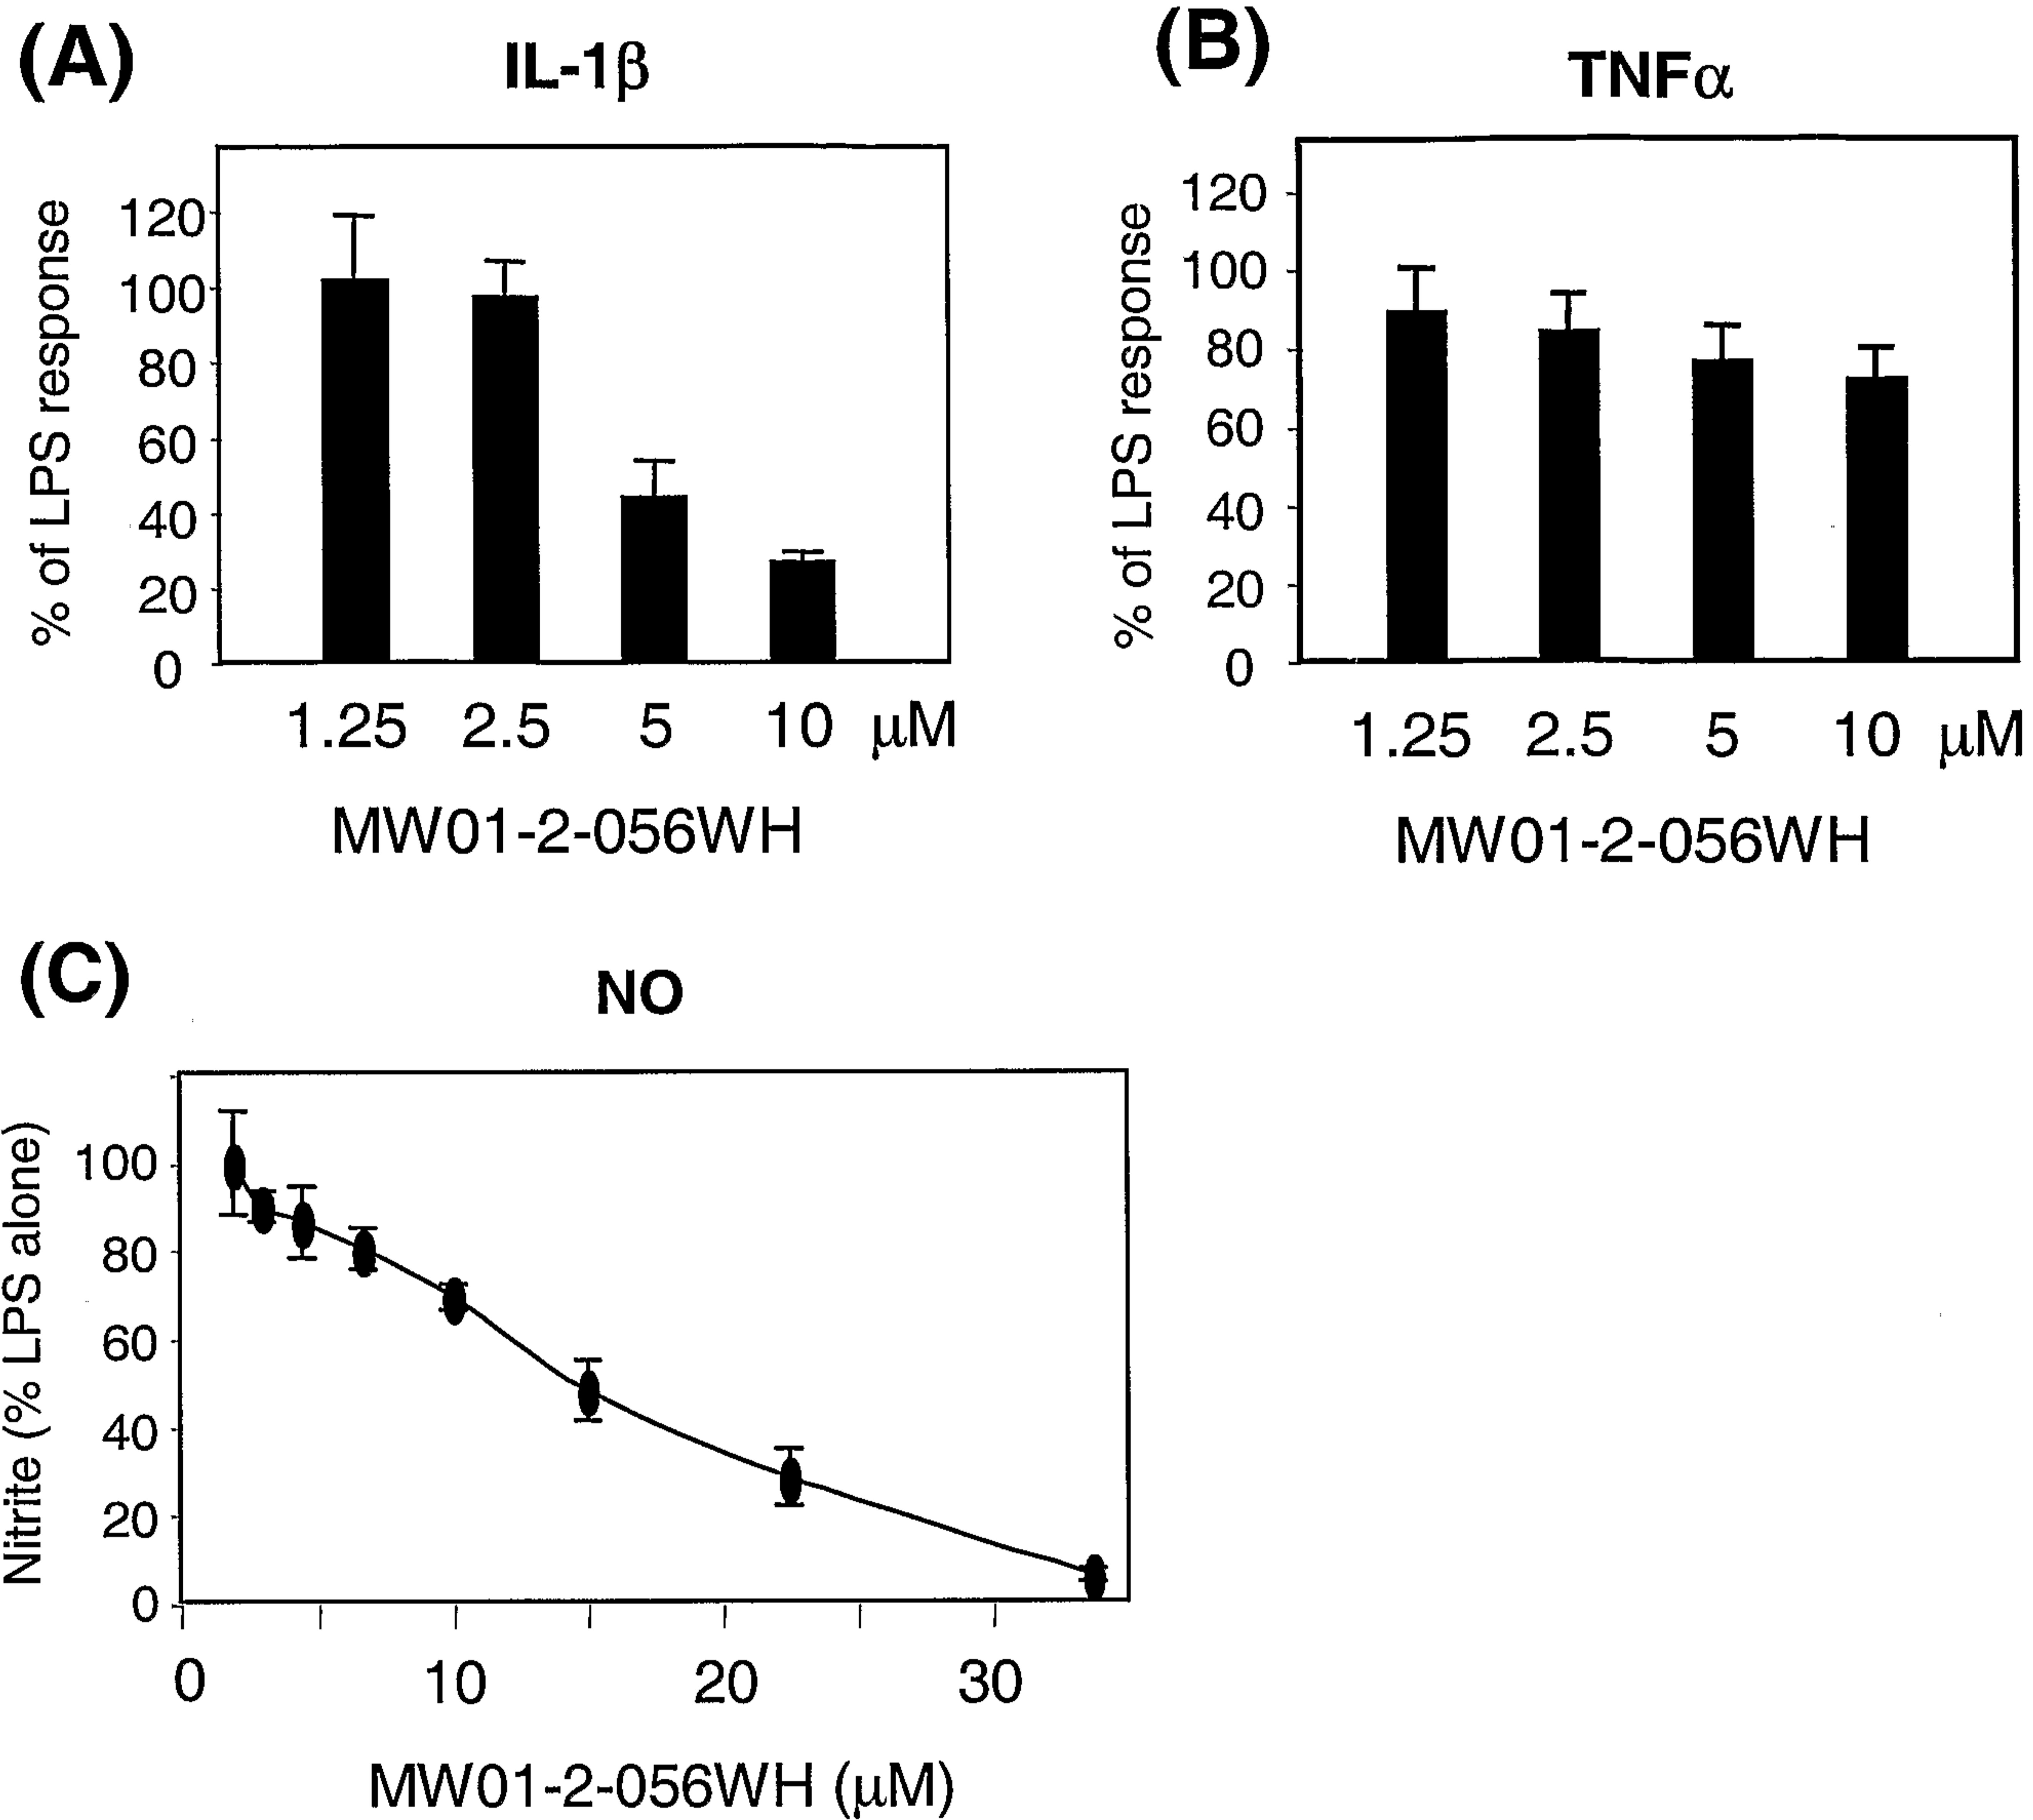 (A)
IL-1β
% of LPS response
120
100
80
60
40
20
0
1.25 2.5 5 10 μM
MW01-2-056WH
(B)
TNFα
% of LPS response
120
100
80
60
40
20
0
1.25 2.5 5 10 μM
MW01-2-056WH
(C)
NO
Nitrite (% LPS alone)
100
80
60
40
20
0
0 10 20 30
MW01-2-056WH (μM)